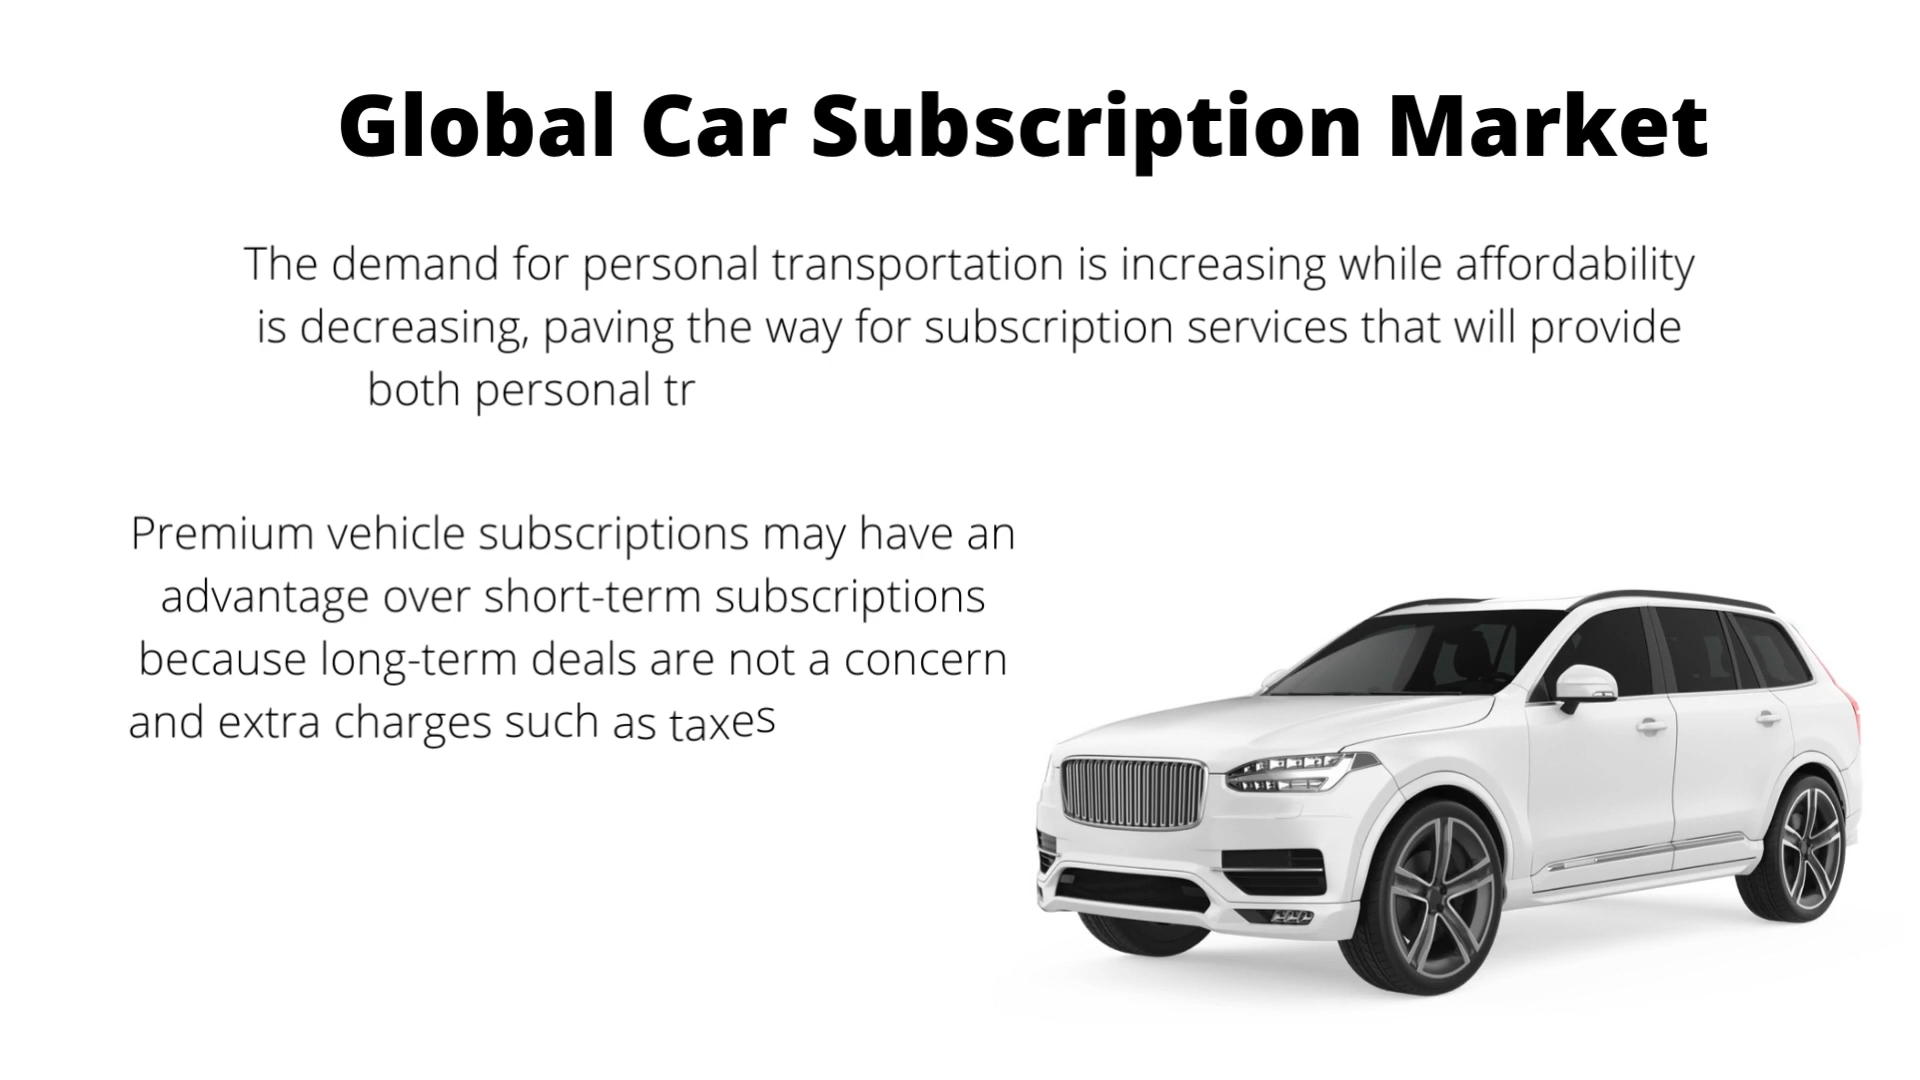 Global Car Subscription Market
The demand for personal transportation is increasing while affordability
is decreasing, paving the way for subscription services that will provide
both personal tr
Premium vehicle subscriptions may have an
advantage over short-term subscriptions
because long-term deals are not a concern
and extra charges such as taxes